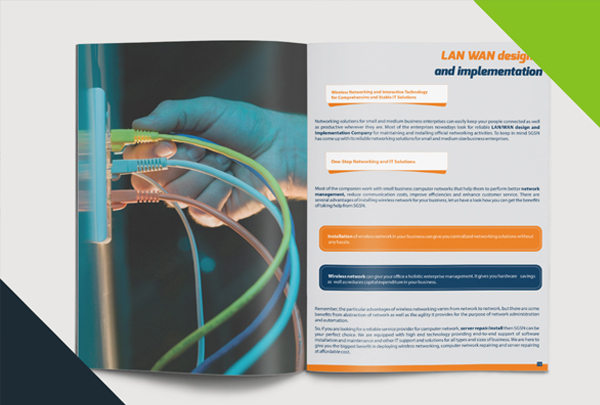 LAN WAN design
and implementation
Wireless Networking and Interactive Technology
for Comprehensive and Stable IT Solutions
Networking solutions for small and medium business enterprises can easily keep your people connected as well
as productive wherever they are. Most of the enterprises nowadays look for reliable LAN/WAN design and
Implementation Company for maintaining and installing official networking activities. To keep in mind SGSN
has come up with its reliable networking solutions for small and medium size business enterprises.
One-Stop Networking and IT Solutions
Most of the companies work with small business computer networks that help them to perform better network
management, reduce communication costs, improve efficiencies and enhance customer service. There are
several advantages of installing wireless network for your business, let us have a look how you can get the benefits
of taking help from SGSN.
Installation of wireless network in your business can give you centralized networking solutions without
any hassle.
Wireless network can give your office a holistic enterprise management. It gives you hardware savings
as well as reduces capital expenditure in your business.
Remember, the particular advantages of wireless networking varies from network to network, but there are some
benefits from abstraction of network as well as the agility it provides for the purpose of network administration
and automation.
So, if you are looking for a reliable service provider for computer network, server repair/install then SGSN can be
your perfect choice. We are equipped with high end technology providing end-to-end support of software
installation and maintenance and other IT support and solutions for all types and sizes of business. We are here to
give you the biggest benefit in deploying wireless networking, computer network repairing and server repairing
at affordable cost.